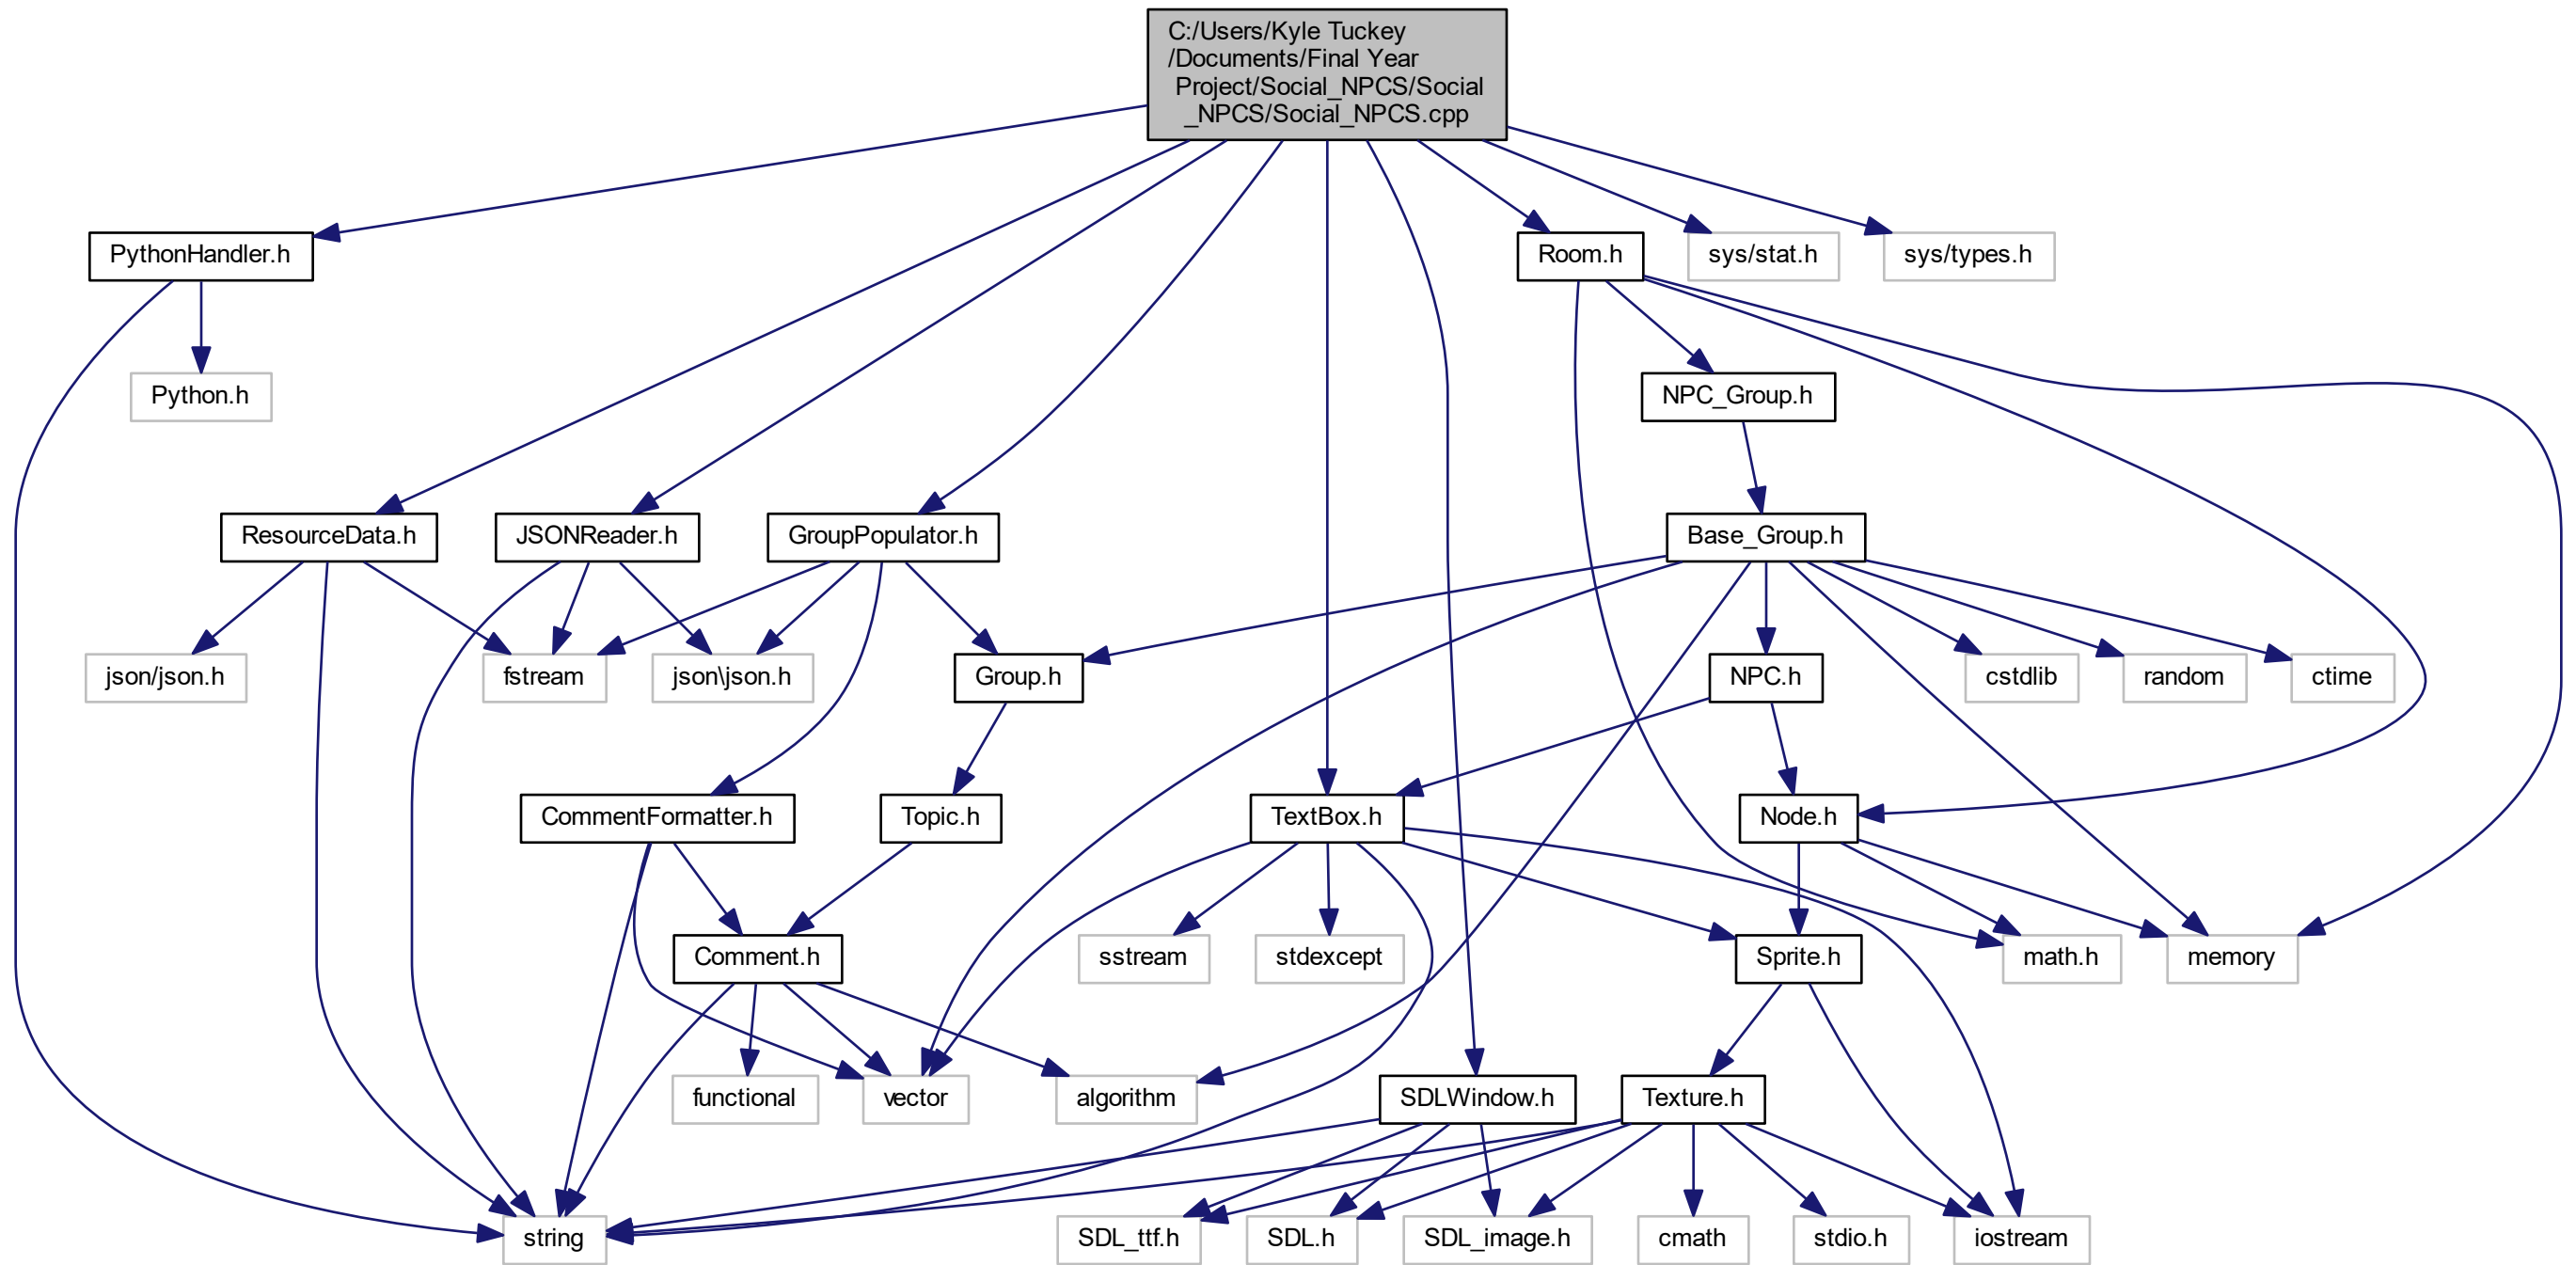 C:/Users/Kyle Tuckey
/Documents/Final Year
Project/Social_NPCS/Social
_NPCS/Social_NPCS.cpp
PythonHandler.h
Room.h
sys/stat.h
sys/types.h
Python.h
NPC_Group.h
ResourceData.h
JSONReader.h
GroupPopulator.h
Base_Group.h
json/json.h
fstream
json\json.h
Group.h
NPC.h
cstdlib
random
ctime
CommentFormatter.h
Topic.h
TextBox.h
Node.h
Comment.h
sstream
stdexcept
Sprite.h
math.h
memory
functional
vector
algorithm
SDLWindow.h
Texture.h
string
SDL_ttf.h
SDL.h
SDL_image.h
cmath
stdio.h
iostream